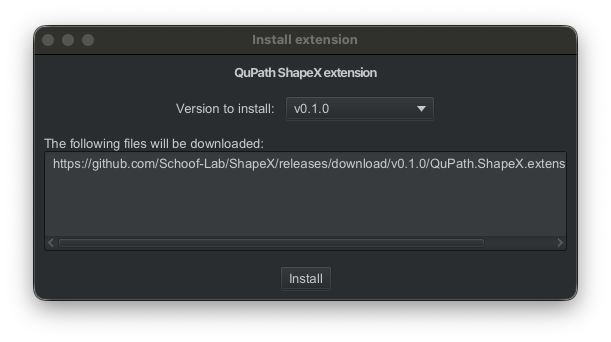 Install extension
QuPath ShapeX extension
Version to install: v0.1.0
The following files will be downloaded:
https://github.com/Schoof-Lab/ShapeX/releases/download/v0.1.0/QuPath.ShapeX.extens
Install